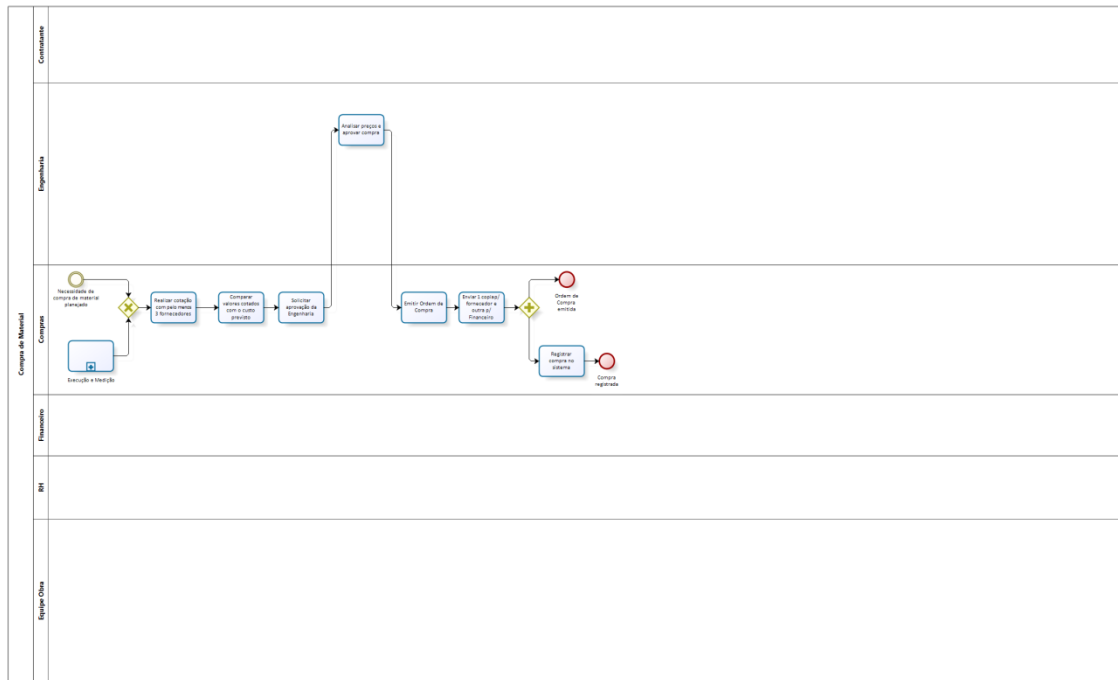 Compra de Material
Contratante
Engenharia
Analisar preços e
aprovar compra
Compras
Necessidade de
compra de material
planejado
Execução e Medição
Realizar cotação
com pelo menos
3 fornecedores
Comparar
valores cotados
com o custo
previsto
Solicitar
aprovação da
Engenharia
Emitir Ordem de
Compra
Enviar 1 copia p/
fornecedor e
outra p/
Financeiro
Ordem de
Compra
emitida
Registrar
compra no
sistema
Compra
registrada
Financeiro
RH
Equipe Obra